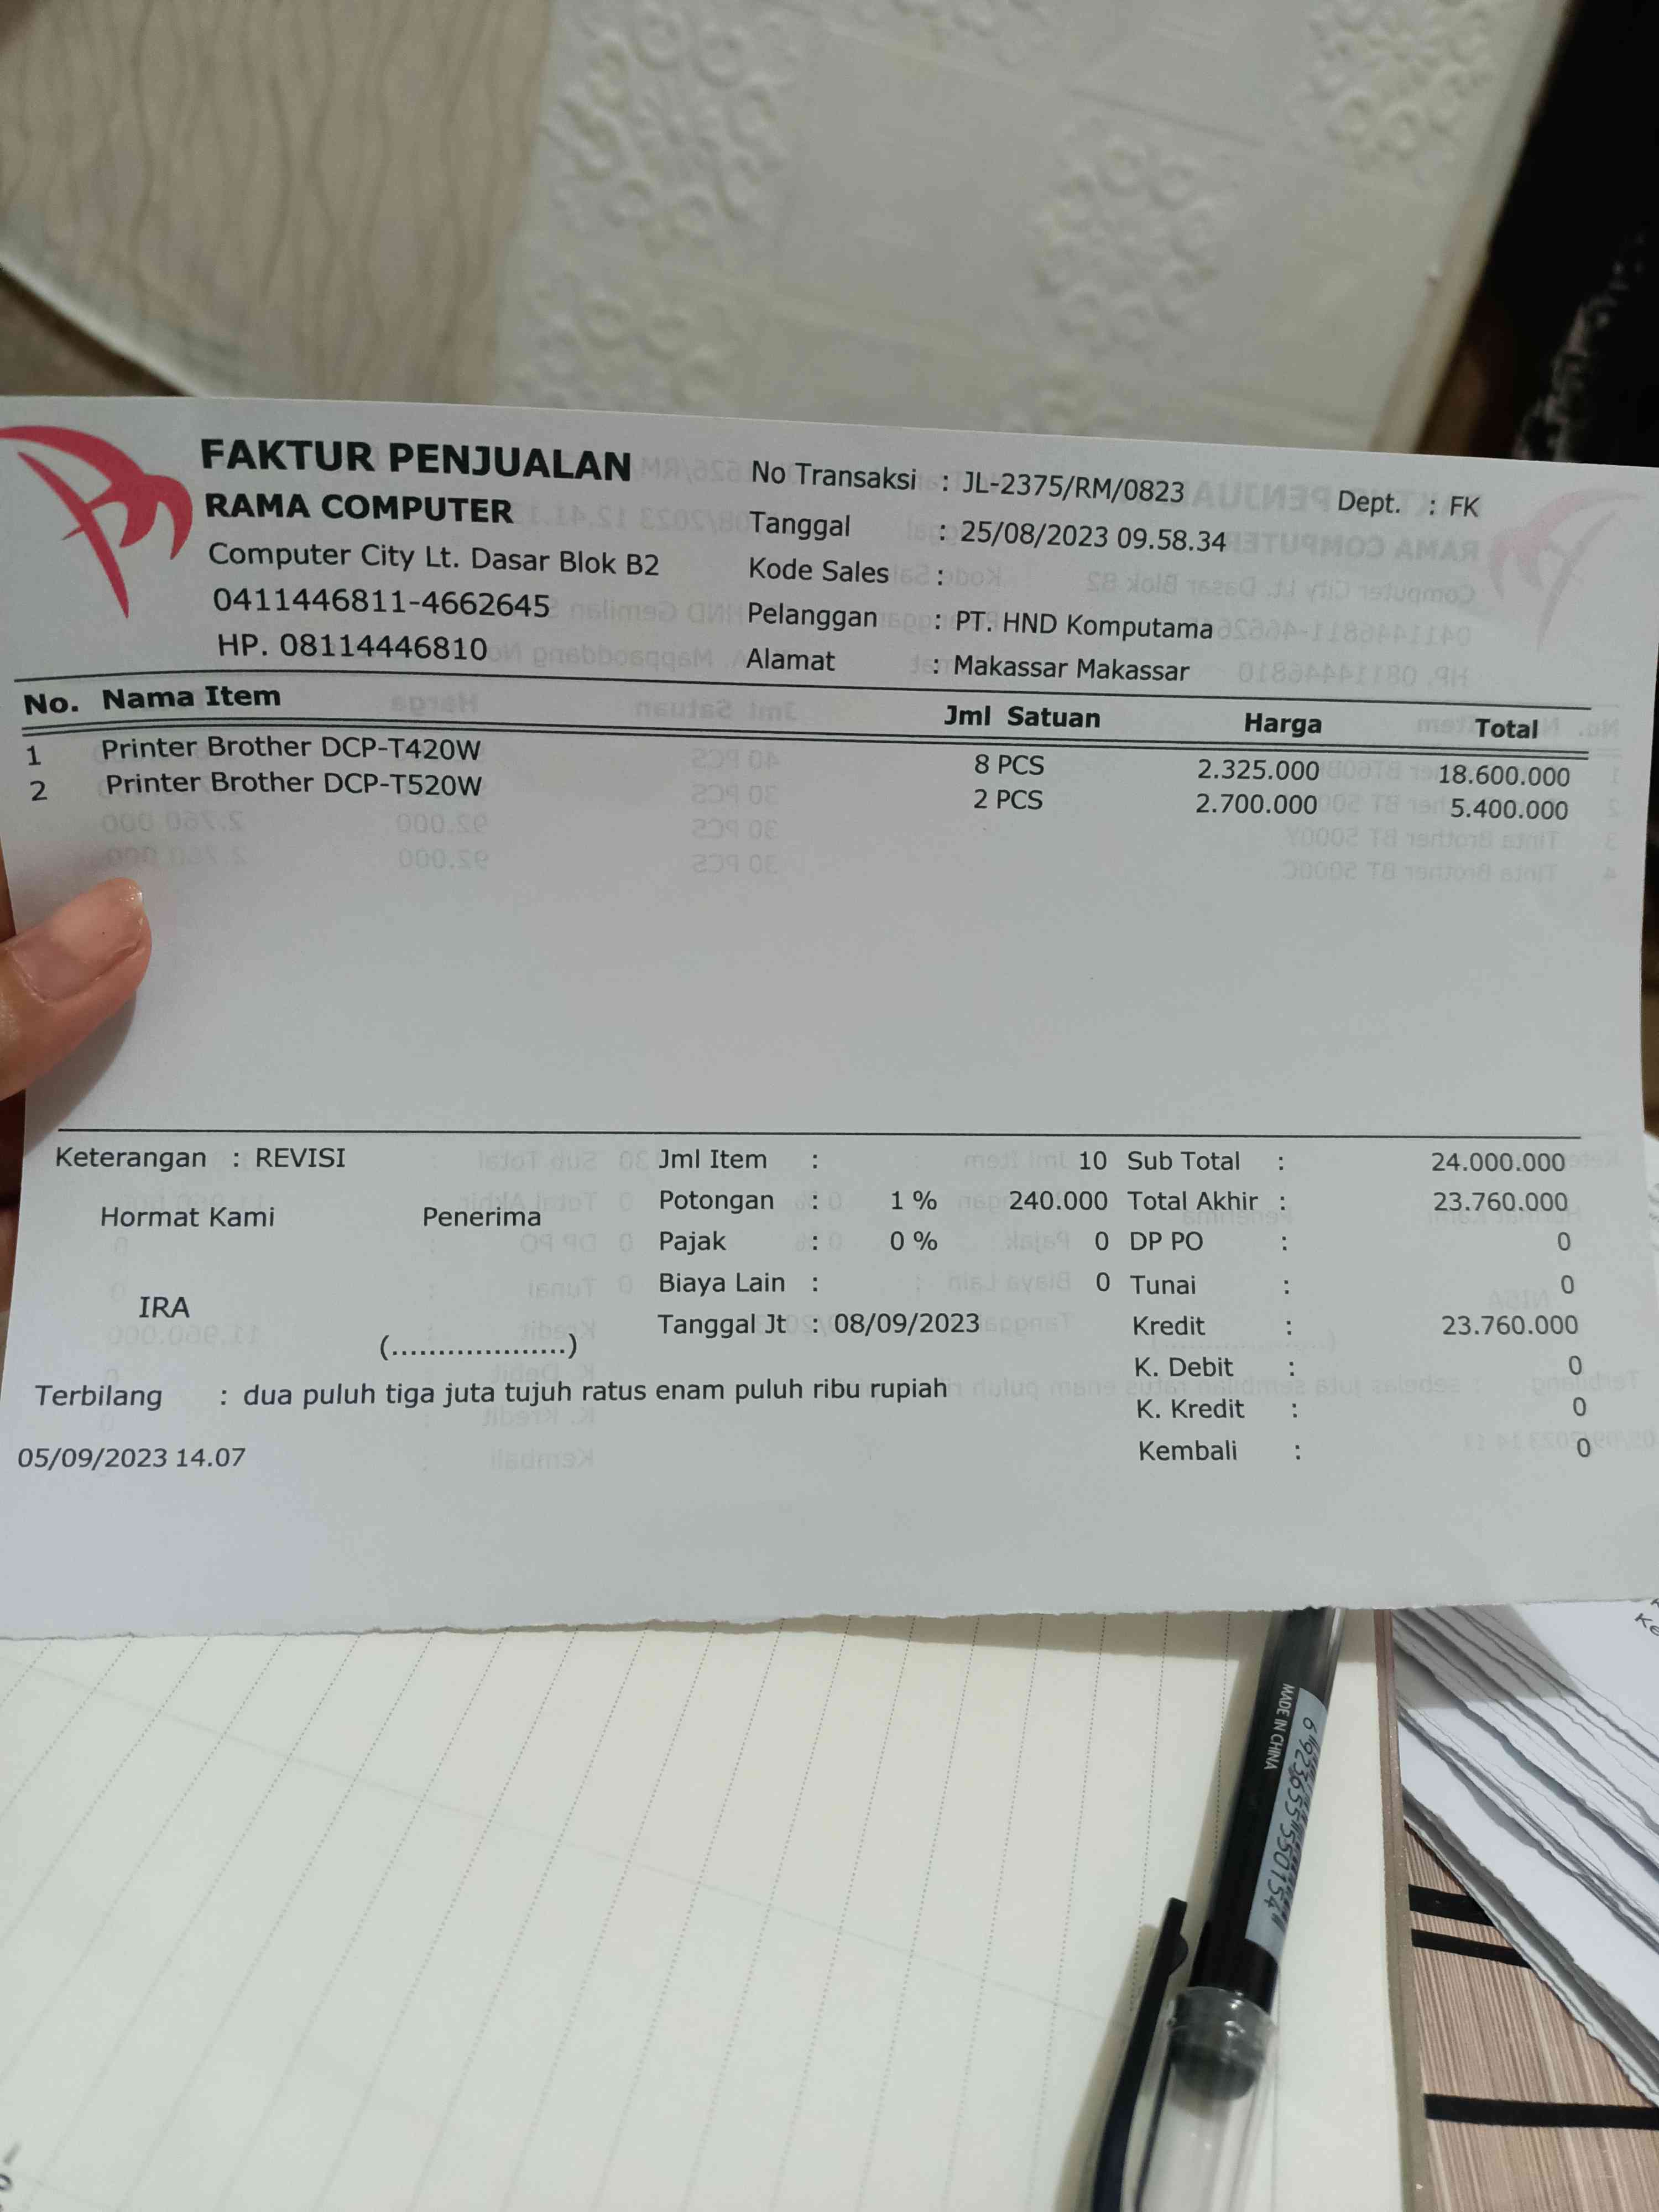 FAKTUR PENJUALAN
RAMA COMPUTER
Computer City Lt. Dasar Blok B2
0411446811-4662645
HP. 08114446810
No Transaksi : JL-2375/RM/0823
Dept. : FK
Tanggal : 25/08/2023 09.58.34
Kode Sales :
Pelanggan : PT. HND Komputama
Alamat : Makassar Makassar
No. Nama Item Jml Satuan Harga Total
1 Printer Brother DCP-T420W 8 PCS 2.325.000 18.600.000
2 Printer Brother DCP-T520W 2 PCS 2.700.000 5.400.000
Keterangan : REVISI
Hormat Kami Penerima
IRA
(...................)
Jml Item : 10
Potongan : 1 % 240.000
Pajak : 0 % 0
Biaya Lain : 0
Tanggal Jt : 08/09/2023
Sub Total : 24.000.000
Total Akhir : 23.760.000
DP PO : 0
Tunai : 0
Kredit : 23.760.000
K. Debit : 0
K. Kredit : 0
Kembali : 0
Terbilang : dua puluh tiga juta tujuh ratus enam puluh ribu rupiah
05/09/2023 14.07
MADE IN CHINA